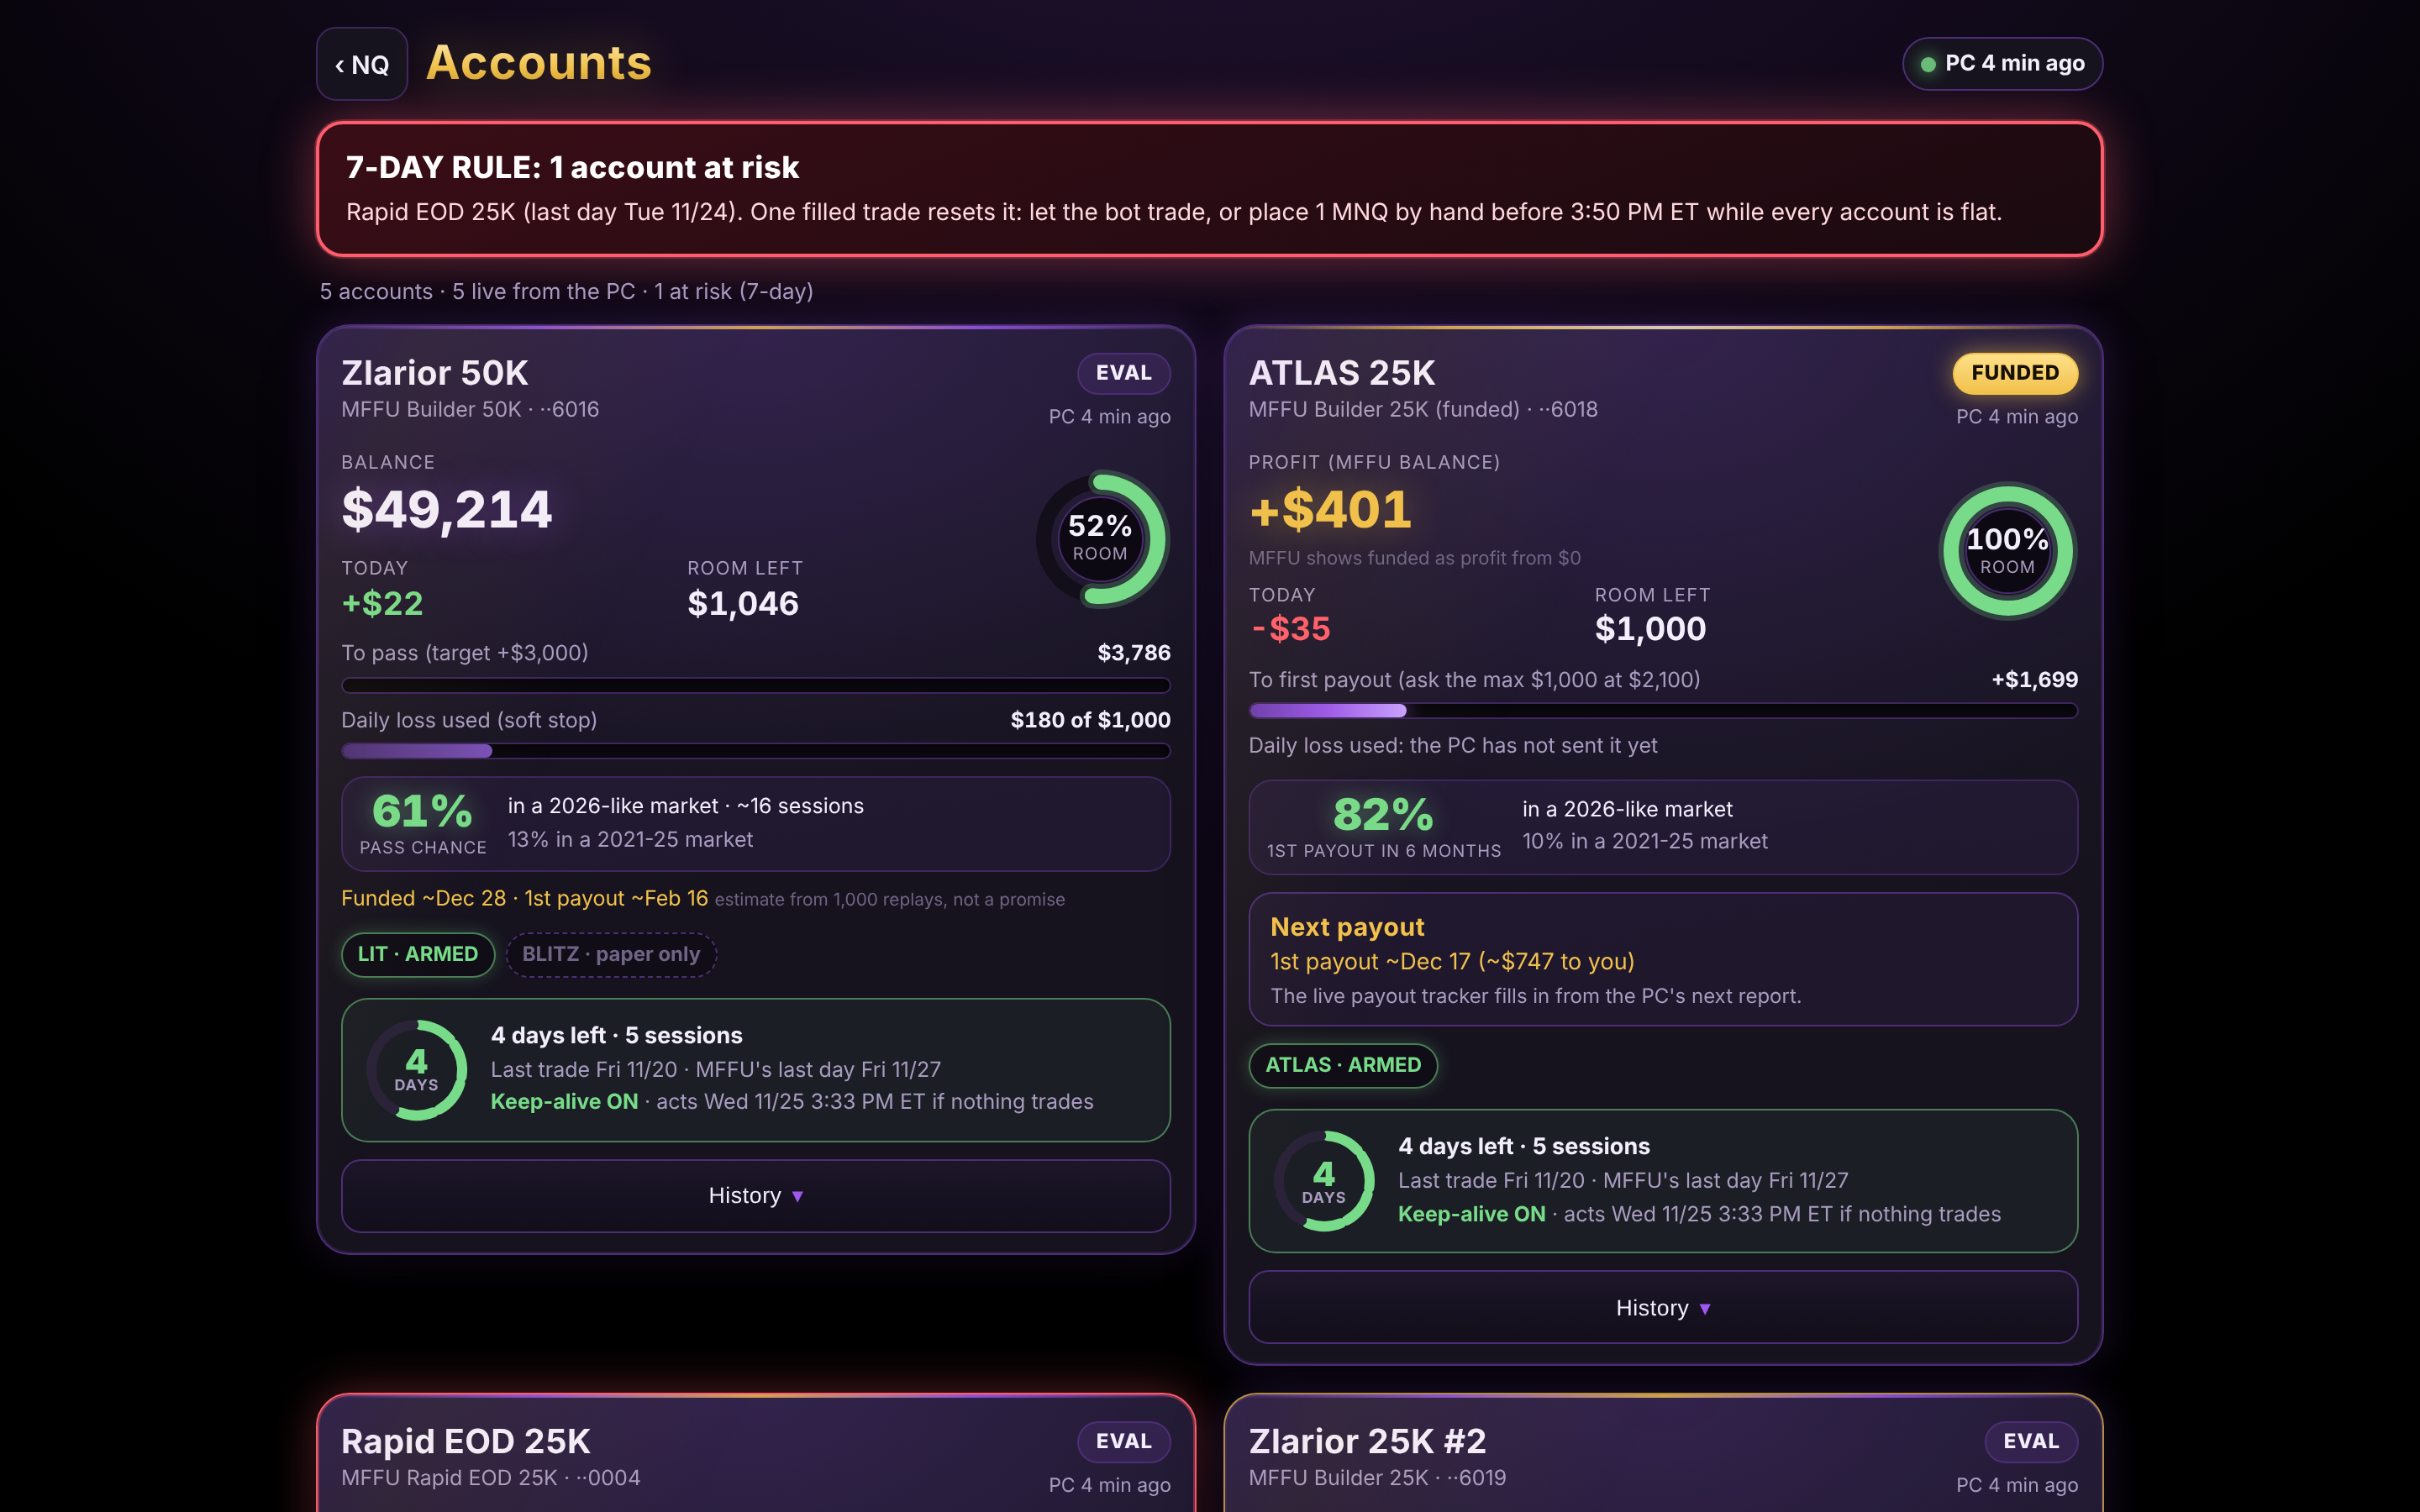 ‹ NQ
Accounts
PC 4 min ago
7-DAY RULE: 1 account at risk
Rapid EOD 25K (last day Tue 11/24). One filled trade resets it: let the bot trade, or place 1 MNQ by hand before 3:50 PM ET while every account is flat.
5 accounts · 5 live from the PC · 1 at risk (7-day)
Zlarior 50K
EVAL
MFFU Builder 50K · ··6016
PC 4 min ago
BALANCE
$49,214
52%
ROOM
TODAY
ROOM LEFT
+$22
$1,046
To pass (target +$3,000)
$3,786
Daily loss used (soft stop)
$180 of $1,000
61%
PASS CHANCE
in a 2026-like market · ~16 sessions
13% in a 2021-25 market
Funded ~Dec 28 · 1st payout ~Feb 16 estimate from 1,000 replays, not a promise
LIT · ARMED
BLITZ · paper only
4
DAYS
4 days left · 5 sessions
Last trade Fri 11/20 · MFFU's last day Fri 11/27
Keep-alive ON · acts Wed 11/25 3:33 PM ET if nothing trades
History ▼
ATLAS 25K
FUNDED
MFFU Builder 25K (funded) · ··6018
PC 4 min ago
PROFIT (MFFU BALANCE)
+$401
MFFU shows funded as profit from $0
100%
ROOM
TODAY
ROOM LEFT
-$35
$1,000
To first payout (ask the max $1,000 at $2,100)
+$1,699
Daily loss used: the PC has not sent it yet
82%
1ST PAYOUT IN 6 MONTHS
in a 2026-like market
10% in a 2021-25 market
Next payout
1st payout ~Dec 17 (~$747 to you)
The live payout tracker fills in from the PC's next report.
ATLAS · ARMED
4
DAYS
4 days left · 5 sessions
Last trade Fri 11/20 · MFFU's last day Fri 11/27
Keep-alive ON · acts Wed 11/25 3:33 PM ET if nothing trades
History ▼
Rapid EOD 25K
EVAL
MFFU Rapid EOD 25K · ··0004
PC 4 min ago
Zlarior 25K #2
EVAL
MFFU Builder 25K · ··6019
PC 4 min ago